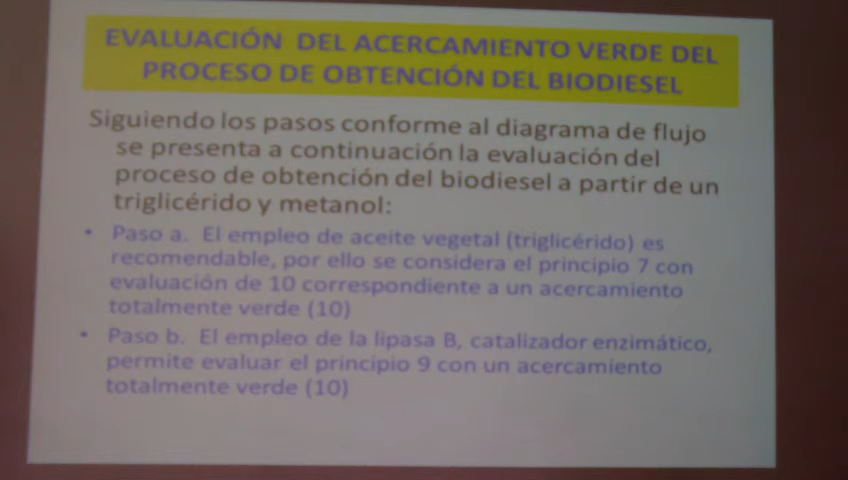 EVALUACIÓN DEL ACERCAMIENTO VERDE DEL
PROCESO DE OBTENCIÓN DEL BIODIESEL
Siguiendo los pasos conforme al diagrama de flujo
se presenta a continuación la evaluación del
proceso de obtención del biodiesel a partir de un
triglicérido y metanol:
• Paso a. El empleo de aceite vegetal (triglicérido) es
recomendable, por ello se considera el principio 7 con
evaluación de 10 correspondiente a un acercamiento
totalmente verde (10)
• Paso b. El empleo de la lipasa B, catalizador enzimático,
permite evaluar el principio 9 con un acercamiento
totalmente verde (10)